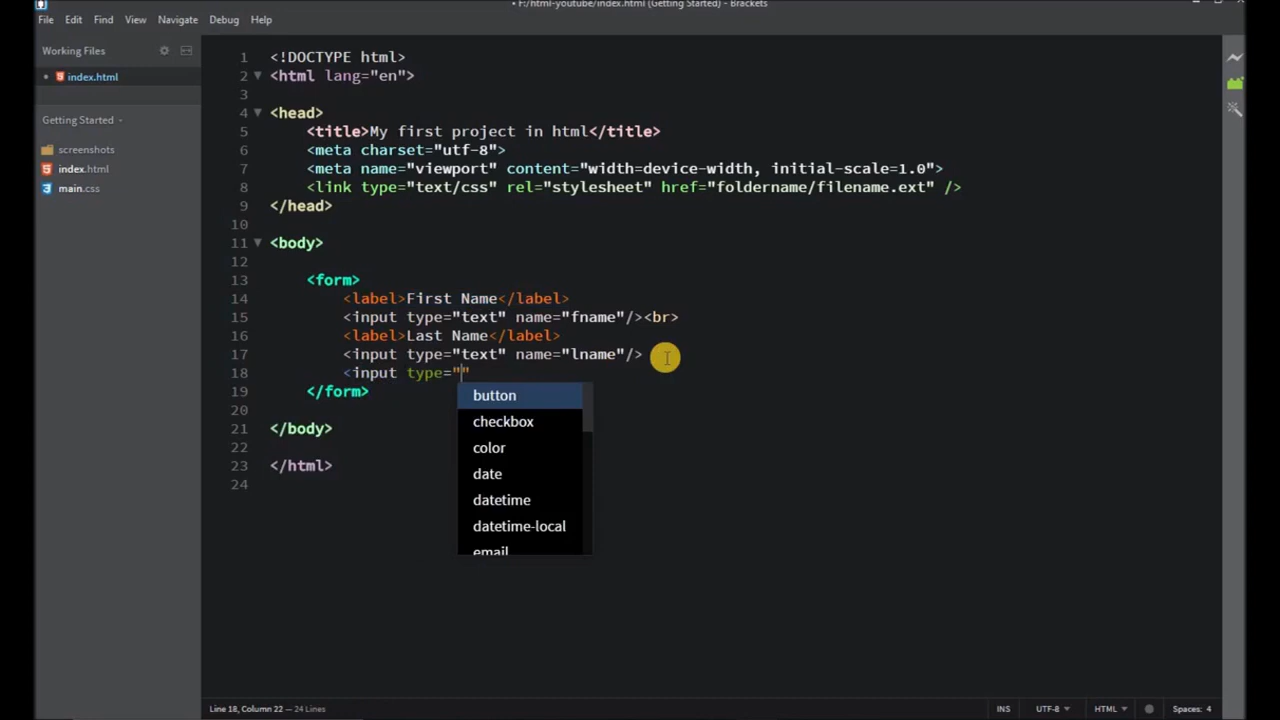 • F:/html-youtube/index.html (Getting Started) - Brackets
File Edit Find View Navigate Debug Help
Working Files
• index.html
Getting Started
screenshots
index.html
main.css
1 <!DOCTYPE html>
2 <html lang="en">
3
4 <head>
5 <title>My first project in html</title>
6 <meta charset="utf-8">
7 <meta name="viewport" content="width=device-width, initial-scale=1.0">
8 <link type="text/css" rel="stylesheet" href="foldername/filename.ext" />
9 </head>
10
11 <body>
12
13 <form>
14 <label>First Name</label>
15 <input type="text" name="fname"/><br>
16 <label>Last Name</label>
17 <input type="text" name="lname"/>
18 <input type=""
19 </form>
20
21 </body>
22
23 </html>
24
button
checkbox
color
date
datetime
datetime-local
email
Line 18, Column 22 — 24 Lines
INS UTF-8 HTML Spaces: 4